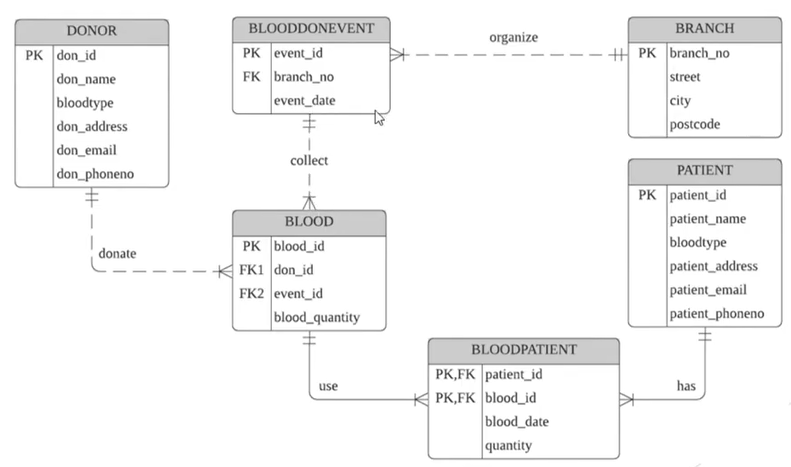 DONOR
PK don_id
don_name
bloodtype
don_address
don_email
don_phoneno
BLOODDONEVENT
PK event_id
FK branch_no
event_date
organize
BRANCH
PK branch_no
street
city
postcode
collect
donate
BLOOD
PK blood_id
FK1 don_id
FK2 event_id
blood_quantity
PATIENT
PK patient_id
patient_name
bloodtype
patient_address
patient_email
patient_phoneno
use
BLOODPATIENT
PK,FK patient_id
PK,FK blood_id
blood_date
quantity
has